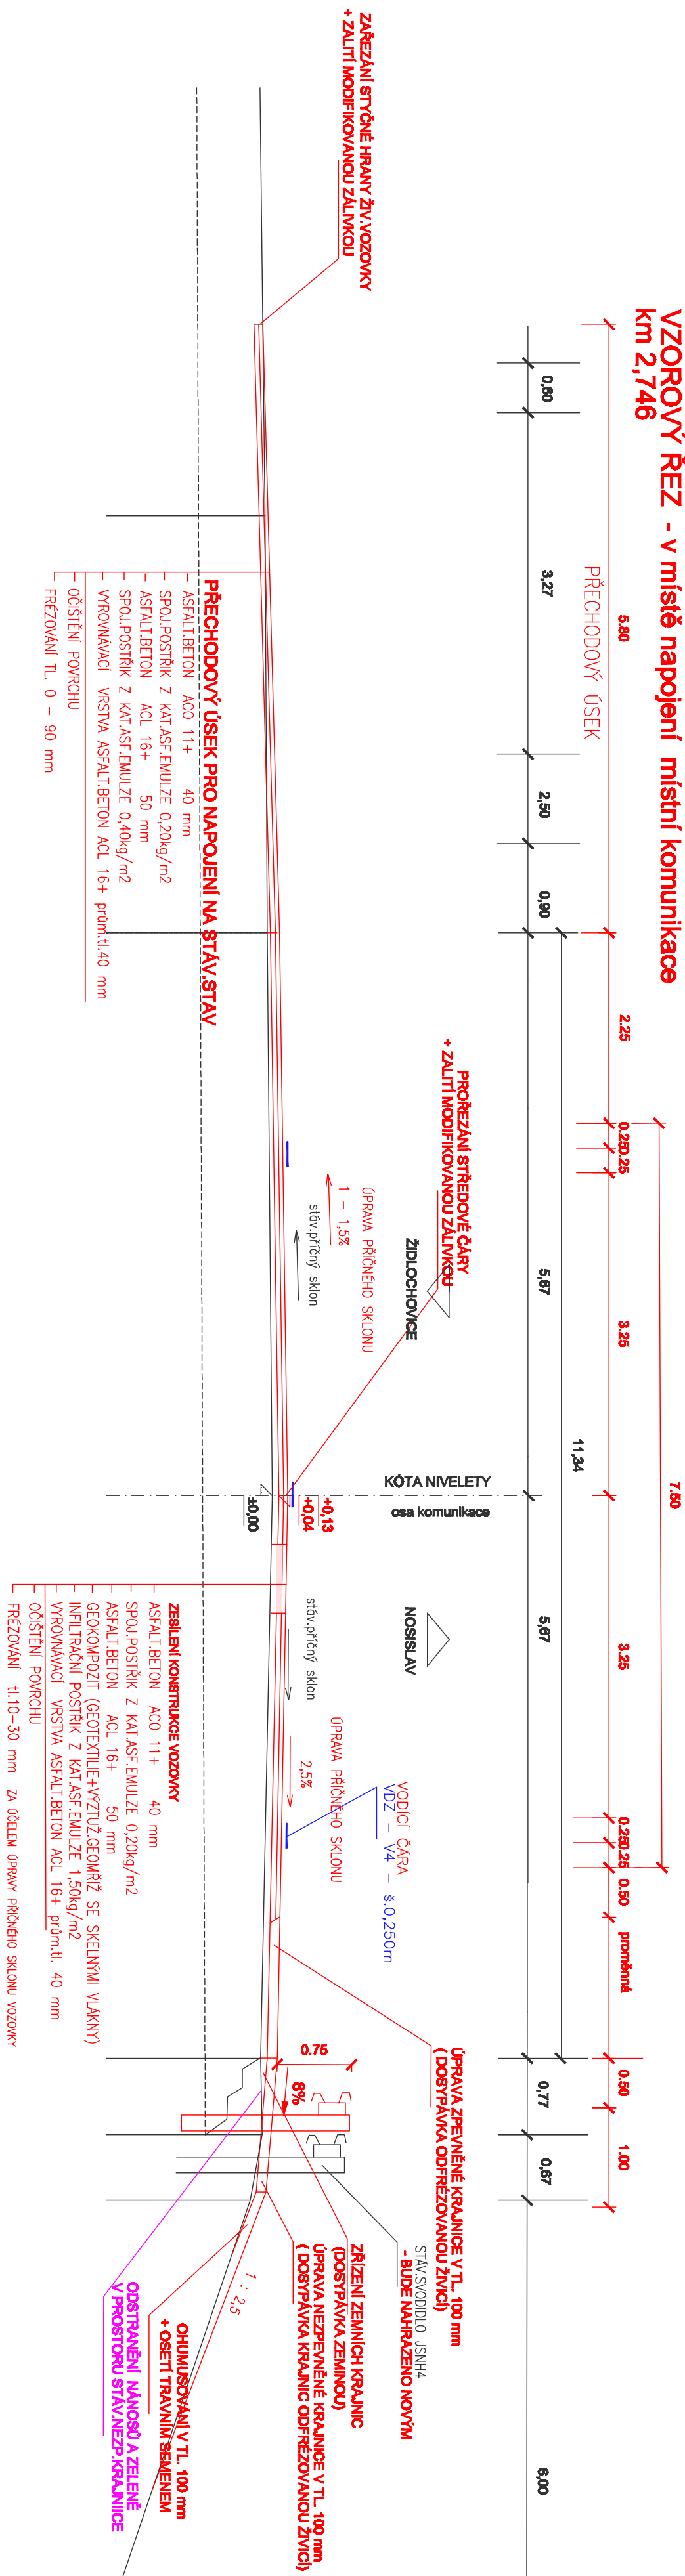 VZOROVÝ ŘEZ - v místě napojení místní komunikace
km 2,746
7.50
5.80
2.25
0.25
0.25
3.25
3.25
0.25
0.25
0.50
proměnná
0.50
1.00
PŘECHODOVÝ ÚSEK
11,34
0,60
3,27
2,50
0,90
5,67
5,67
0,77
0,67
6,00
ZAŘEZÁNÍ STYČNÉ HRANY ŽIV.VOZOVKY
+ ZALITÍ MODIFIKOVANOU ZÁLIVKOU
PROŘEZÁNÍ STŘEDOVÉ ČÁRY
+ ZALITÍ MODIFIKOVANOU ZÁLIVKOU
ŽIDLOCHOVICE
KÓTA NIVELETY
osa komunikace
NOSISLAV
ÚPRAVA PŘÍČNÉHO SKLONU
1 - 1,5%
stáv.příčný sklon
+0,13
+0,04
±0,00
stáv.příčný sklon
ÚPRAVA PŘÍČNÉHO SKLONU
2,5%
VODÍCÍ ČÁRA
VDZ - V4 - š.0,250m
0.75
8%
ÚPRAVA ZPEVNĚNÉ KRAJNICE V TL. 100 mm
( DOSYPÁVKA ODFRÉZOVANOU ŽIVICÍ)
STÁV.SVODIDLO JSNH4
- BUDE NAHRAZENO NOVÝM
ZŘÍZENÍ ZEMNÍCH KRAJNIC
(DOSYPÁVKA ZEMINOU)
ÚPRAVA NEZPEVNĚNÉ KRAJNICE V TL. 100 mm
( DOSYPÁVKA KRAJNIC ODFRÉZOVANOU ŽIVICÍ)
1 : 2,5
OHUMUSOVÁNÍ V TL. 100 mm
+ OSETÍ TRAVNÍM SEMENEM
ODSTRANĚNÍ NÁNOSŮ A ZELENĚ
V PROSTORU STÁV.NEZP.KRAJNIICE
PŘECHODOVÝ ÚSEK PRO NAPOJENÍ NA STÁV.STAV
ASFALT.BETON ACO 11+ 40 mm
SPOJ.POSTŘIK Z KAT.ASF.EMULZE 0,20kg/m2
ASFALT.BETON ACL 16+ 50 mm
SPOJ.POSTŘIK Z KAT.ASF.EMULZE 0,40kg/m2
VYROVNÁVACÍ VRSTVA ASFALT.BETON ACL 16+ prům.tl.40 mm
OČIŠTĚNÍ POVRCHU
FRÉZOVÁNÍ TL. 0 - 90 mm
ZESÍLENÍ KONSTRUKCE VOZOVKY
ASFALT.BETON ACO 11+ 40 mm
SPOJ.POSTŘIK Z KAT.ASF.EMULZE 0,20kg/m2
ASFALT.BETON ACL 16+ 50 mm
GEOKOMPOZIT (GEOTEXTILIE+VÝZTUŽ.GEOMŘÍŽ SE SKELNÝMI VLÁKNY)
INFILTRAČNÍ POSTŘIK Z KAT.ASF.EMULZE 1,50kg/m2
VYROVNÁVACÍ VRSTVA ASFALT.BETON ACL 16+ prům.tl. 40 mm
OČIŠTĚNÍ POVRCHU
FRÉZOVÁNÍ tl.10-30 mm ZA ÚČELEM ÚPRAVY PŘÍČNÉHO SKLONU VOZOVKY